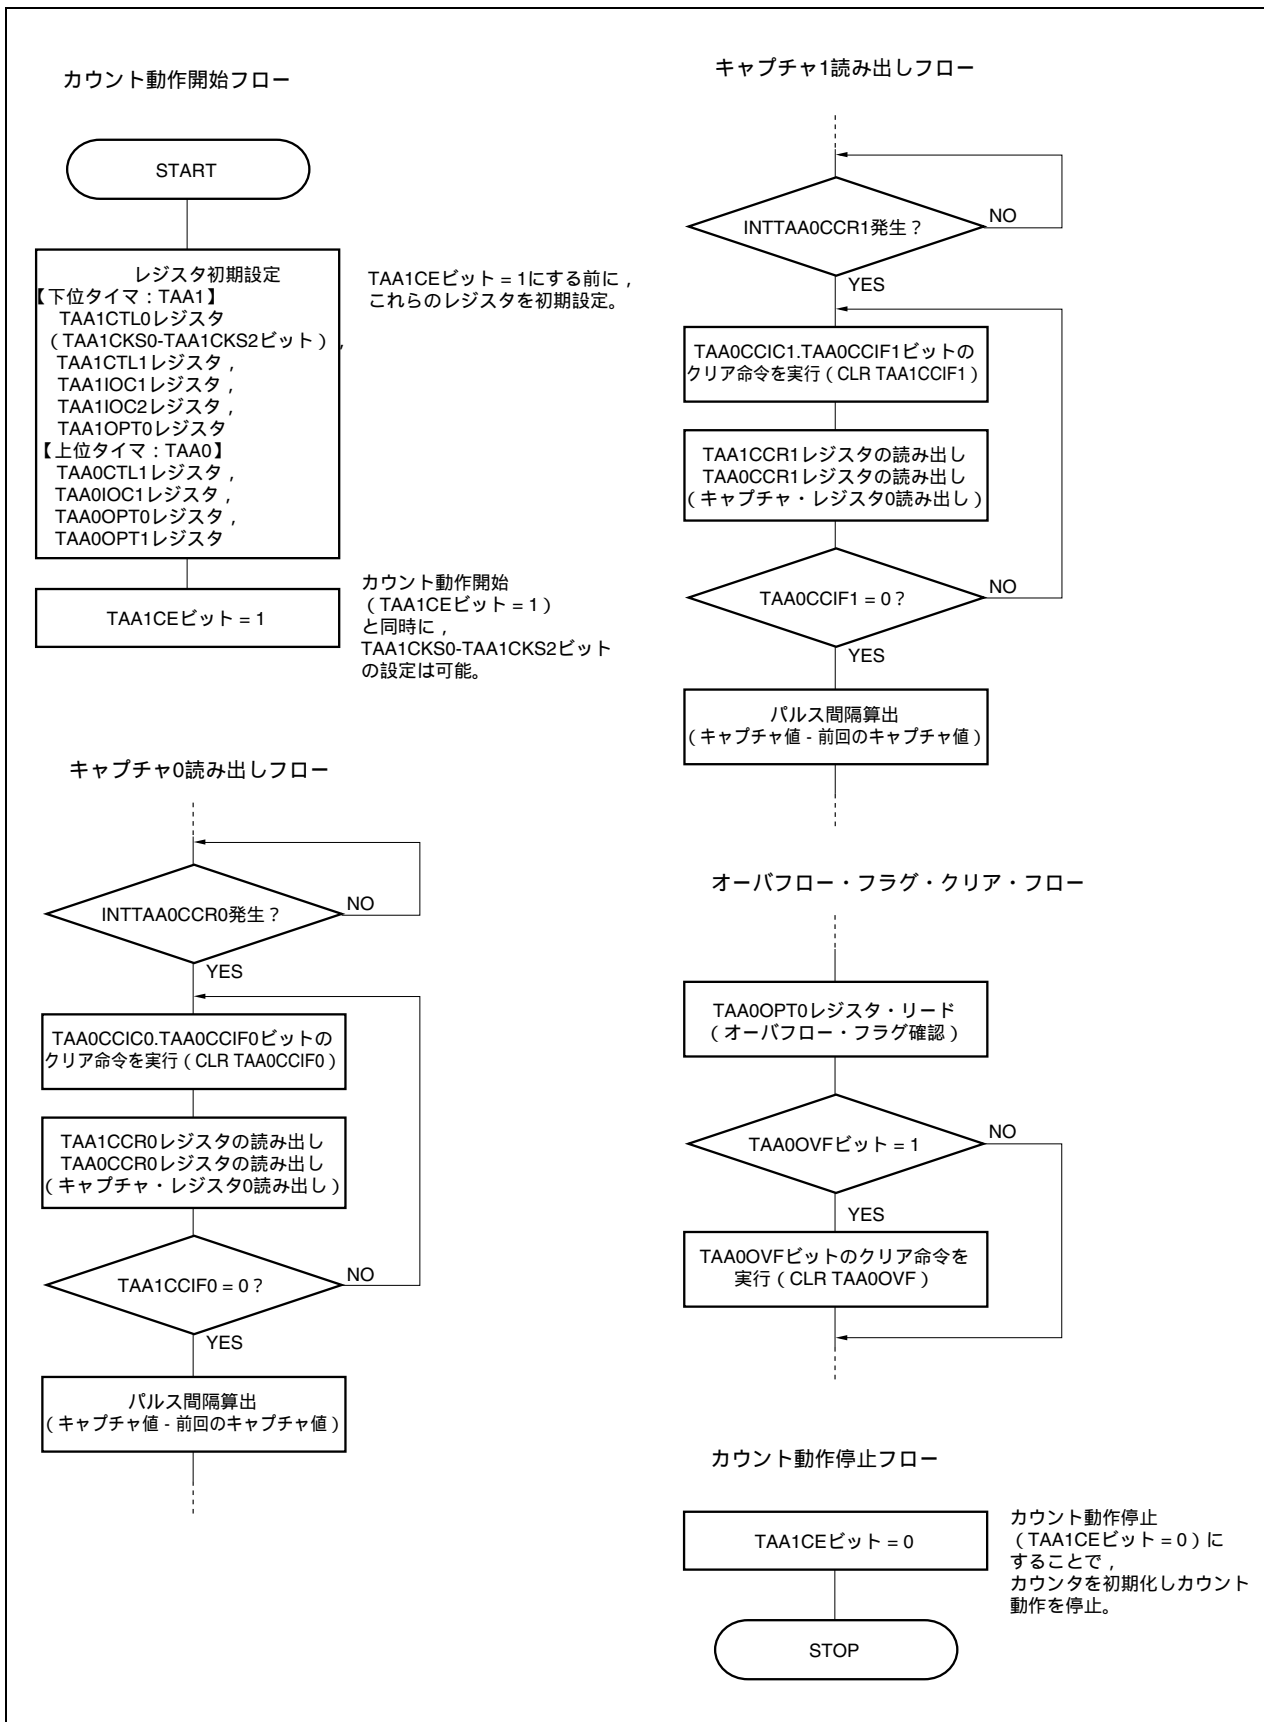 カウント動作開始フロー
START
レジスタ初期設定
【下位タイマ：TAA1】
TAA1CTL0レジスタ
（TAA1CKS0-TAA1CKS2ビット），
TAA1CTL1レジスタ，
TAA1IOC1レジスタ，
TAA1IOC2レジスタ，
TAA1OPT0レジスタ
【上位タイマ：TAA0】
TAA0CTL1レジスタ，
TAA0IOC1レジスタ，
TAA0OPT0レジスタ，
TAA0OPT1レジスタ
TAA1CEビット = 1にする前に，
これらのレジスタを初期設定。
TAA1CEビット = 1
カウント動作開始
（TAA1CEビット = 1）
と同時に，
TAA1CKS0-TAA1CKS2ビット
の設定は可能。
キャプチャ0読み出しフロー
INTTAA0CCR0発生？
NO
YES
TAA0CCIC0.TAA0CCIF0ビットの
クリア命令を実行（CLR TAA0CCIF0）
TAA1CCR0レジスタの読み出し
TAA0CCR0レジスタの読み出し
（キャプチャ・レジスタ0読み出し）
TAA1CCIF0 = 0？
NO
YES
パルス間隔算出
（キャプチャ値 - 前回のキャプチャ値）
キャプチャ1読み出しフロー
INTTAA0CCR1発生？
NO
YES
TAA0CCIC1.TAA0CCIF1ビットの
クリア命令を実行（CLR TAA1CCIF1）
TAA1CCR1レジスタの読み出し
TAA0CCR1レジスタの読み出し
（キャプチャ・レジスタ0読み出し）
TAA0CCIF1 = 0？
NO
YES
パルス間隔算出
（キャプチャ値 - 前回のキャプチャ値）
オーバフロー・フラグ・クリア・フロー
TAA0OPT0レジスタ・リード
（オーバフロー・フラグ確認）
TAA0OVFビット = 1
NO
YES
TAA0OVFビットのクリア命令を
実行（CLR TAA0OVF）
カウント動作停止フロー
TAA1CEビット = 0
カウント動作停止
（TAA1CEビット = 0）に
することで，
カウンタを初期化しカウント
動作を停止。
STOP